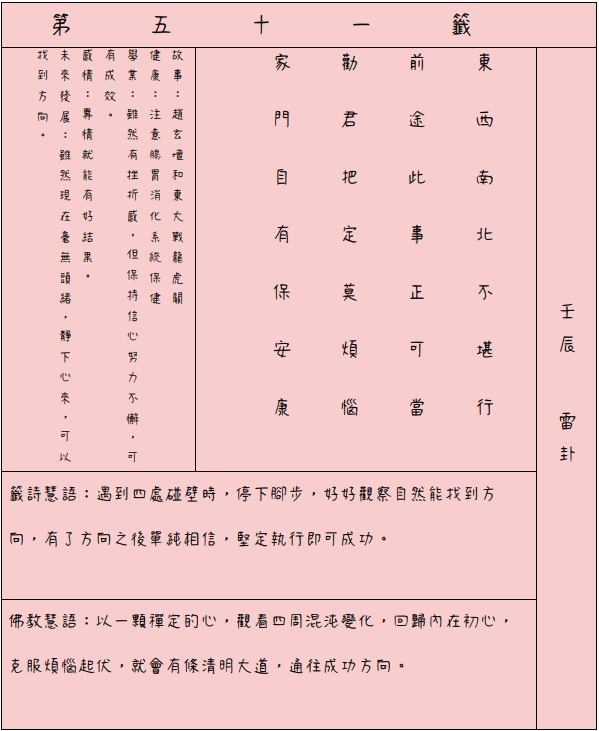 第五十一籤
壬辰 雷卦
東西南北不堪行
前途此事正可當
勸君把定莫煩惱
家門自有保安康
故事：趙玄壇和東大戰龍虎關
健康：注意腸胃消化系統保健
學業：雖然有挫折感，但保持信心努力不懈，可
有成效。
感情：專情就能有好結果。
未來發展：雖然現在毫無頭緒，靜下心來，可以
找到方向。
籤詩慧語：遇到四處碰壁時，停下腳步，好好觀察自然能找到方
向，有了方向之後單純相信，堅定執行即可成功。
佛教慧語：以一顆禪定的心，觀看四周混沌變化，回歸內在初心，
克服煩惱起伏，就會有條清明大道，通往成功方向。